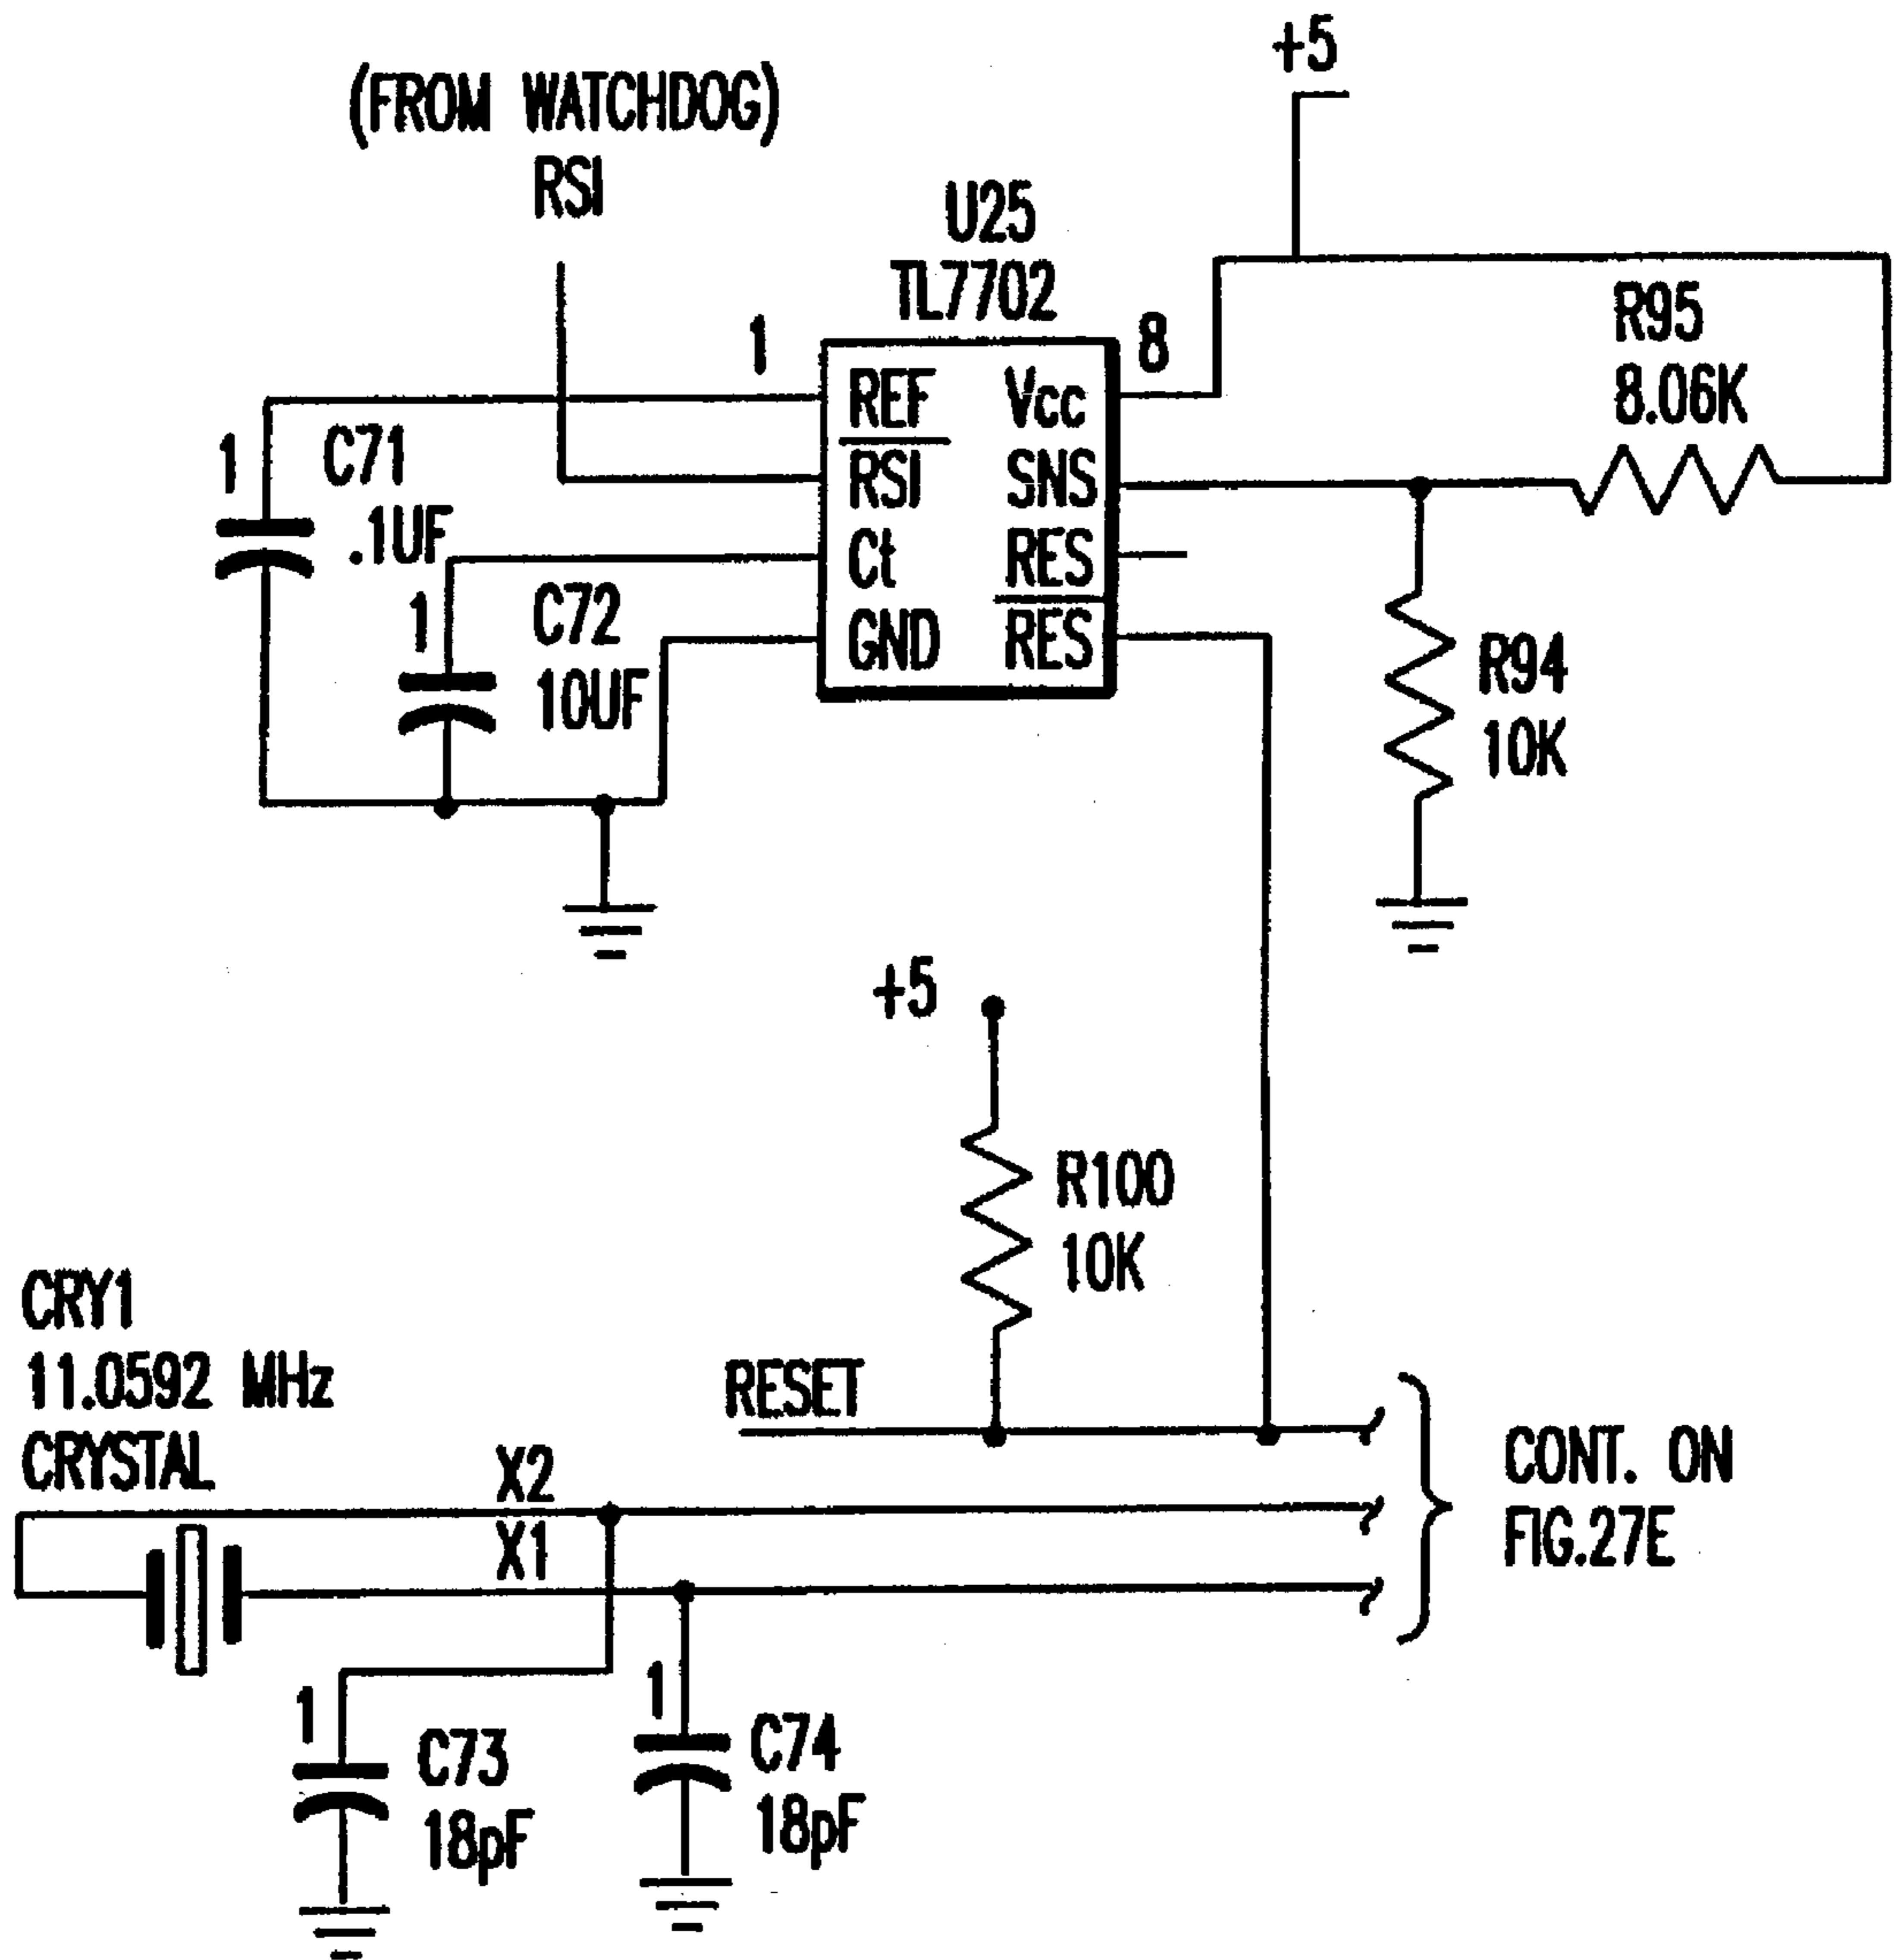 +5
(FROM WATCHDOG)
RSI
U25
TL7702
1
8
REF
Vcc
RSI
SNS
Ct
RES
GND
RES
R95
8.06K
1
C71
.1UF
1
C72
10UF
R94
10K
+5
R100
10K
CRY1
11.0592 MHz
CRYSTAL
RESET
X2
X1
CONT. ON
FIG.27E
1
C73
18pF
1
C74
18pF